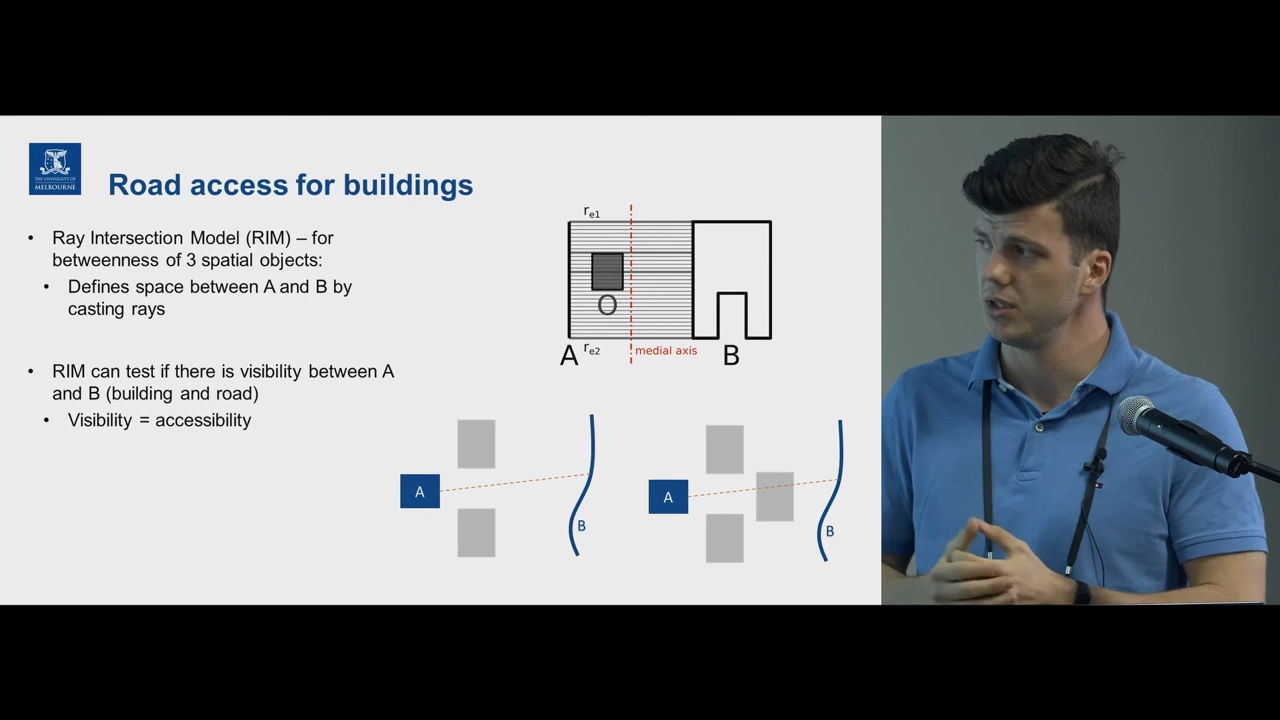 THE UNIVERSITY OF
MELBOURNE
Road access for buildings
• Ray Intersection Model (RIM) – for
betweenness of 3 spatial objects:
• Defines space between A and B by
casting rays
• RIM can test if there is visibility between A
and B (building and road)
• Visibility = accessibility
re1
O
A
re2
medial axis
B
A
B
A
B